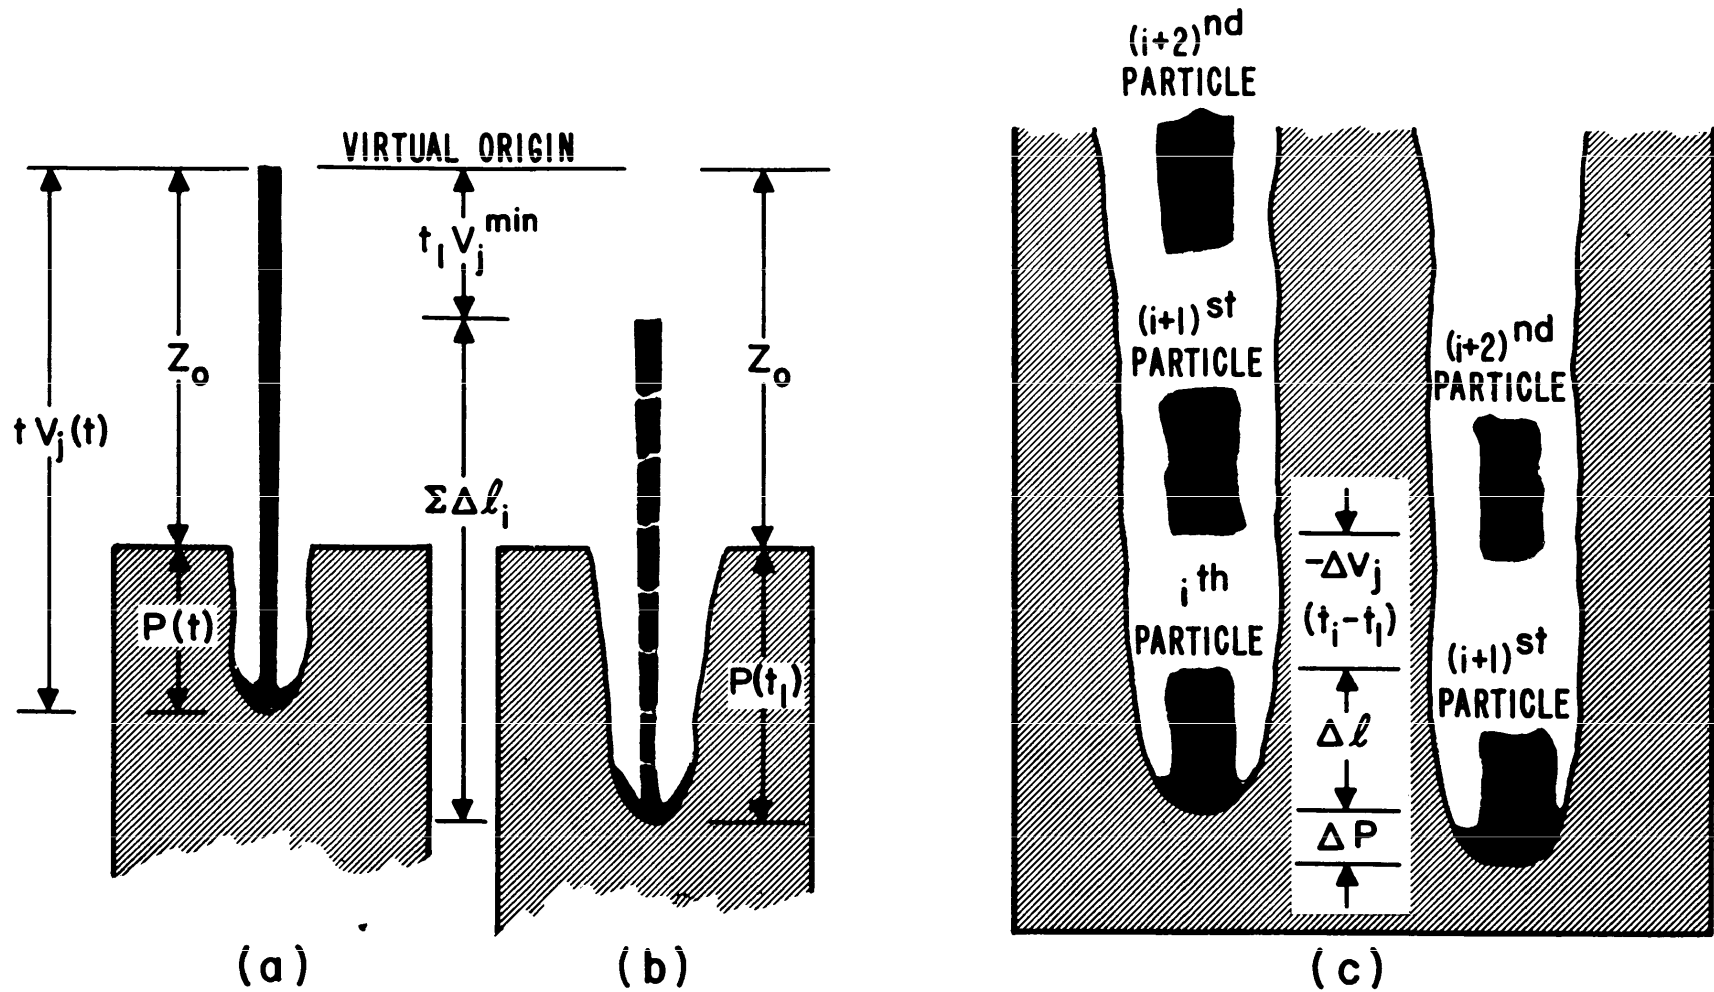 VIRTUAL ORIGIN
t V_j(t)
Z_o
P(t)
t_1 V_j^min
ΣΔℓ_i
Z_o
P(t_1)
(a)
(b)
(i+2)^nd
PARTICLE
(i+1)^st
PARTICLE
i^th
PARTICLE
-ΔV_j
(t_i-t_1)
Δℓ
ΔP
(i+2)^nd
PARTICLE
(i+1)^st
PARTICLE
(c)